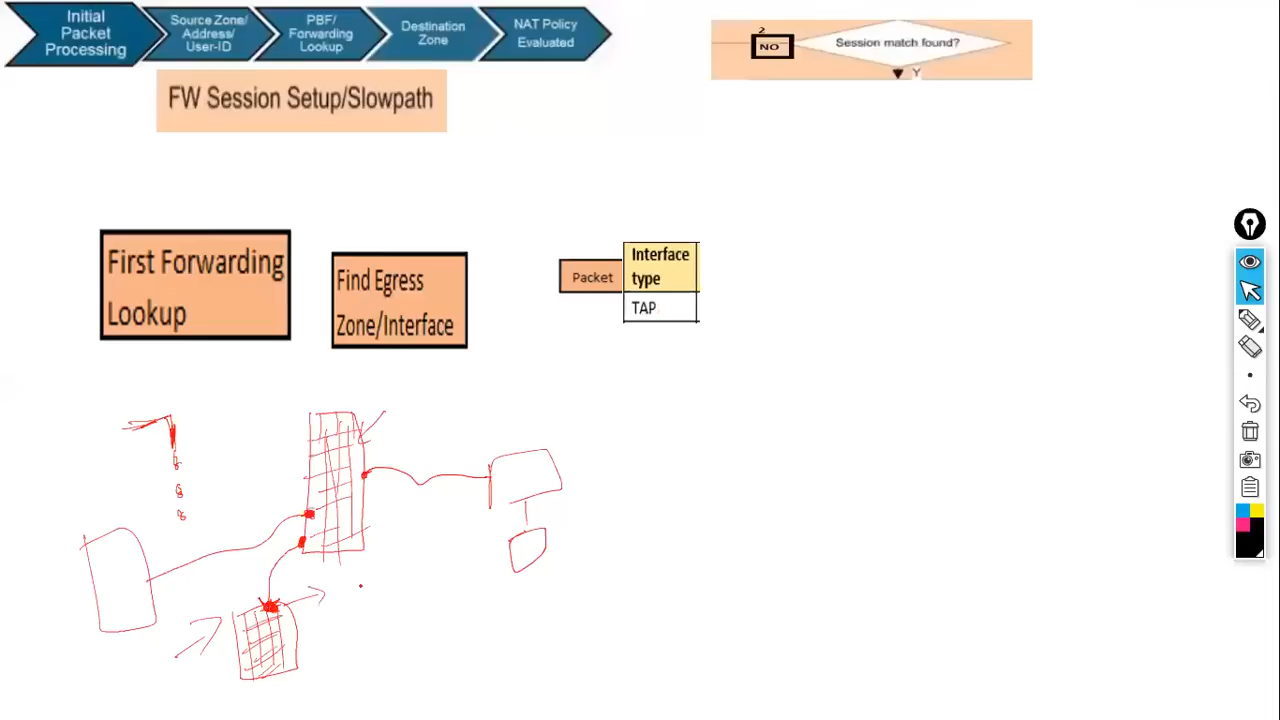 Initial
Packet
Processing
Source Zone/
Address/
User-ID
PBF/
Forwarding
Lookup
Destination
Zone
NAT Policy
Evaluated
2
NO
Session match found?
Y
FW Session Setup/Slowpath
First Forwarding
Lookup
Find Egress
Zone/Interface
Packet
Interface
type
TAP